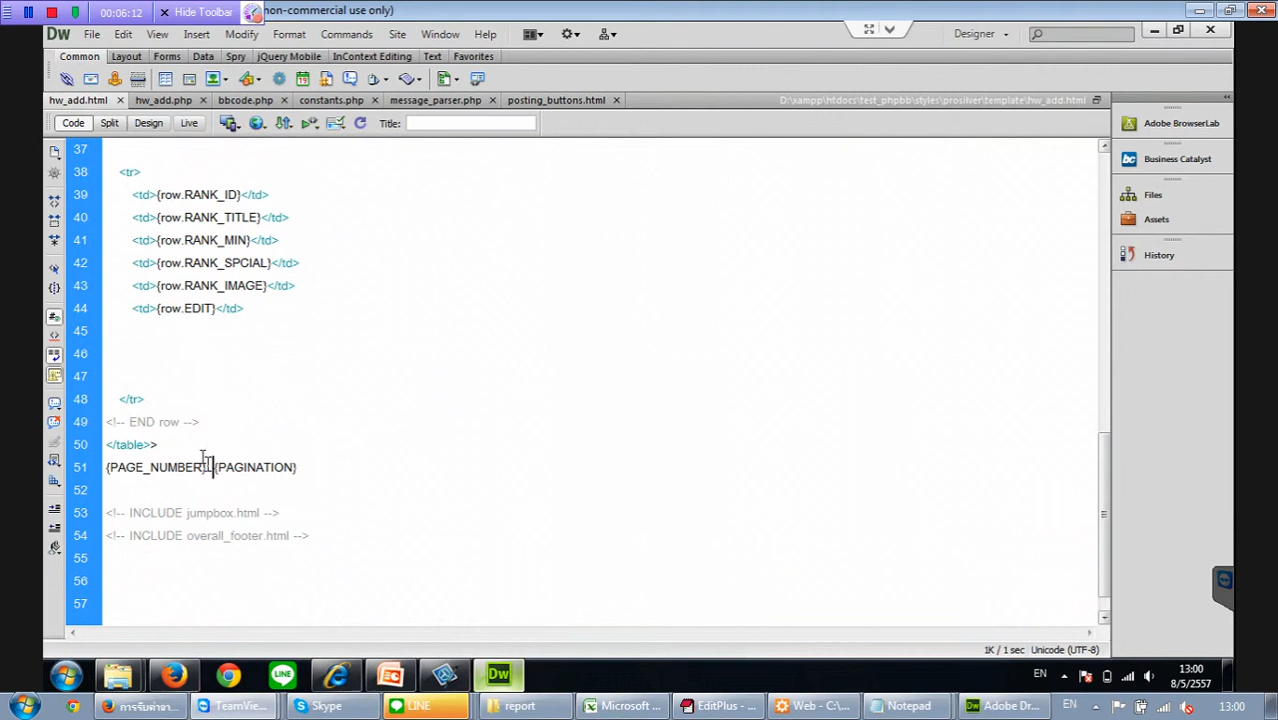 00:06:12
Hide Toolbar
non-commercial use only)
Dw File Edit View Insert Modify Format Commands Site Window Help
Designer
Common Layout Forms Data Spry jQuery Mobile InContext Editing Text Favorites
hw_add.html hw_add.php bbcode.php constants.php message_parser.php posting_buttons.html
D:\xampp\htdocs\test_phpbb\styles\prosilver\template\hw_add.html
Code Split Design Live Title:
Adobe BrowserLab
Business Catalyst
Files
Assets
History
37
38 <tr>
39 <td>{row.RANK_ID}</td>
40 <td>{row.RANK_TITLE}</td>
41 <td>{row.RANK_MIN}</td>
42 <td>{row.RANK_SPCIAL}</td>
43 <td>{row.RANK_IMAGE}</td>
44 <td>{row.EDIT}</td>
45
46
47
48 </tr>
49 <!-- END row -->
50 </table>>
51 {PAGE_NUMBER} {PAGINATION}
52
53 <!-- INCLUDE jumpbox.html -->
54 <!-- INCLUDE overall_footer.html -->
55
56
57
1K / 1 sec Unicode (UTF-8)
LINE
Dw
EN
13:00
8/5/2557
TeamVie...
Skype
LINE
report
Microsoft ...
EditPlus - ...
Web - C:\...
Notepad
Adobe Dr...
EN
13:00